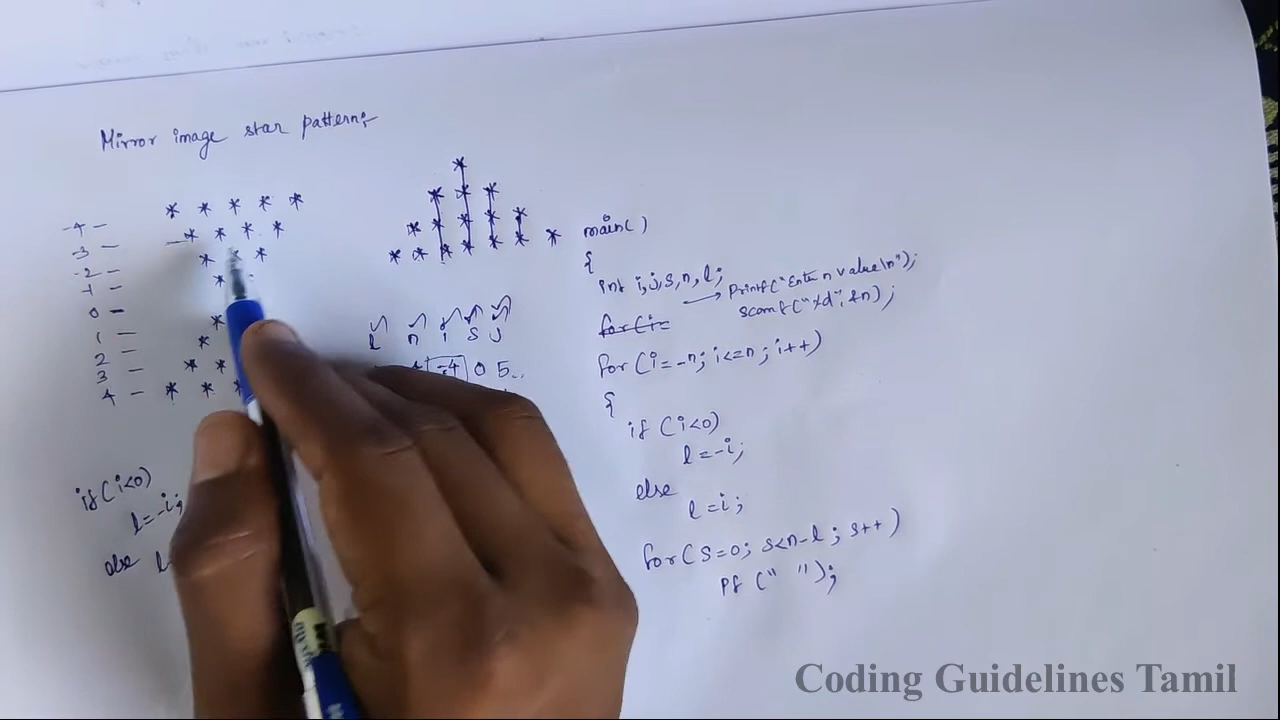 Mirror image star pattern:
* * * * *
* * * *
* * *
*
*
*
* *
* * *
-4 -
-3 -
-2 -
-1 -
0 -
1 -
2 -
3 -
4 -
*
* * *
* * * *
* * * * * *
l n i s j
-4 0 5..
if (i<0)
l=-i;
else l
main()
{
int i,j,s,n,l;
printf("Enter n value\n");
scanf("%d", &n);
for(i=
for(i=-n; i<=n; i++)
{
if (i<0)
l=-i;
else
l=i;
for(s=0; s<n-l; s++)
pf (" ");
Coding Guidelines Tamil